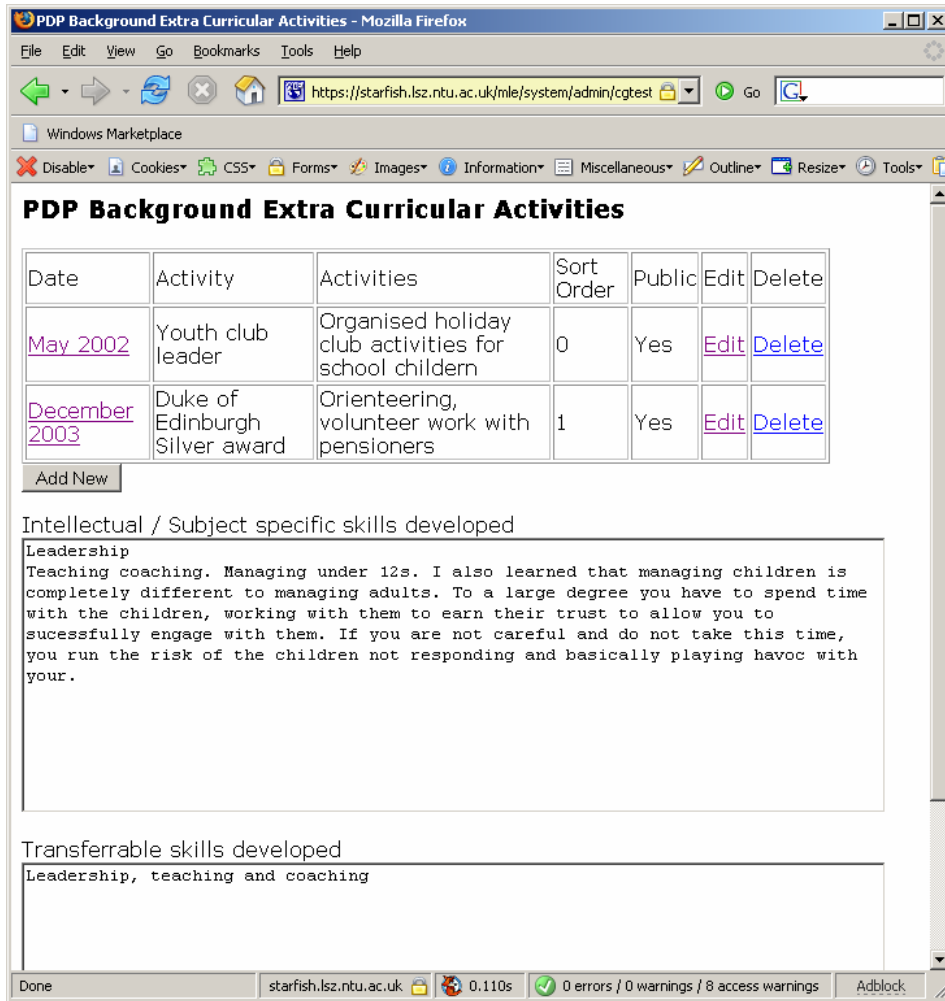 PDP Background Extra Curricular Activities - Mozilla Firefox
File Edit View Go Bookmarks Tools Help
https://starfish.lsz.ntu.ac.uk/mle/system/admin/cgtest Go G
Windows Marketplace
Disable Cookies CSS Forms Images Information Miscellaneous Outline Resize Tools
PDP Background Extra Curricular Activities
Date Activity Activities Sort Order Public Edit Delete
May 2002 Youth club leader Organised holiday club activities for school childern 0 Yes Edit Delete
December 2003 Duke of Edinburgh Silver award Orienteering, volunteer work with pensioners 1 Yes Edit Delete
Add New
Intellectual / Subject specific skills developed
Leadership
Teaching coaching. Managing under 12s. I also learned that managing children is
completely different to managing adults. To a large degree you have to spend time
with the children, working with them to earn their trust to allow you to
sucessfully engage with them. If you are not careful and do not take this time,
you run the risk of the children not responding and basically playing havoc with
your.
Transferrable skills developed
Leadership, teaching and coaching
Done starfish.lsz.ntu.ac.uk 0.110s 0 errors / 0 warnings / 8 access warnings Adblock